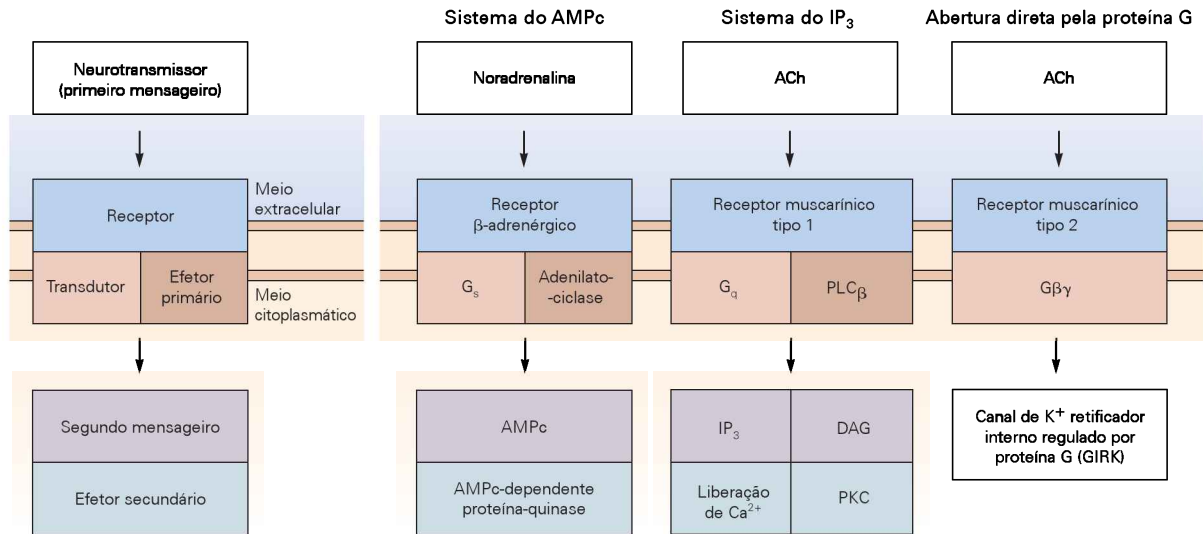 Sistema do AMPc
Sistema do IP3
Abertura direta pela proteína G
Neurotransmissor
(primeiro mensageiro)
Noradrenalina
ACh
ACh
Receptor
Meio
extracelular
Receptor
β-adrenérgico
Receptor muscarínico
tipo 1
Receptor muscarínico
tipo 2
Transdutor
Efetor
primário
Meio
citoplasmático
Gs
Adenilato-
-ciclase
Gq
PLCβ
Gβγ
Segundo mensageiro
Efetor secundário
AMPc
AMPc-dependente
proteína-quinase
IP3
DAG
Liberação
de Ca2+
PKC
Canal de K+ retificador
interno regulado por
proteína G (GIRK)